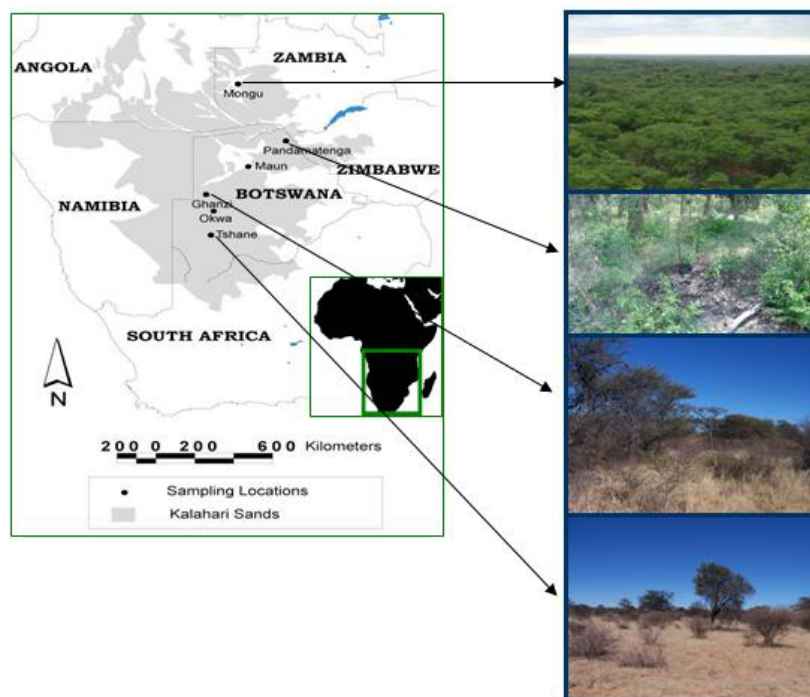 ZAMBIA
ANGOLA
Mongu
Pandamatenga
Maun
ZIMBABWE
Ghanzi
BOTSWANA
NAMIBIA
Okwa
Tshane
SOUTH AFRICA
N
200 0 200 600 Kilometers
Sampling Locations
Kalahari Sands